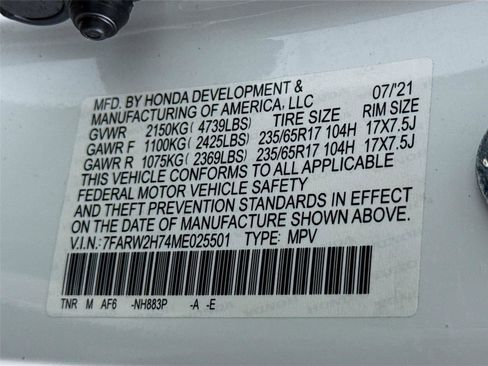 MFD. BY HONDA DEVELOPMENT & 07/'21
MANUFACTURING OF AMERICA, LLC
GVWR 2150KG( 4739LBS) TIRE SIZE RIM SIZE
GAWR F 1100KG( 2425LBS) 235/65R17 104H 17X7.5J
GAWR R 1075KG( 2369LBS) 235/65R17 104H 17X7.5J
THIS VEHICLE CONFORMS TO ALL APPLICABLE
FEDERAL MOTOR VEHICLE SAFETY
AND THEFT PREVENTION STANDARDS IN EFFECT
ON THE DATE OF MANUFACTURE SHOWN ABOVE.
V.I.N.: 7FARW2H74ME025501 TYPE: MPV
TNR M AF6 -NH883P -A -E